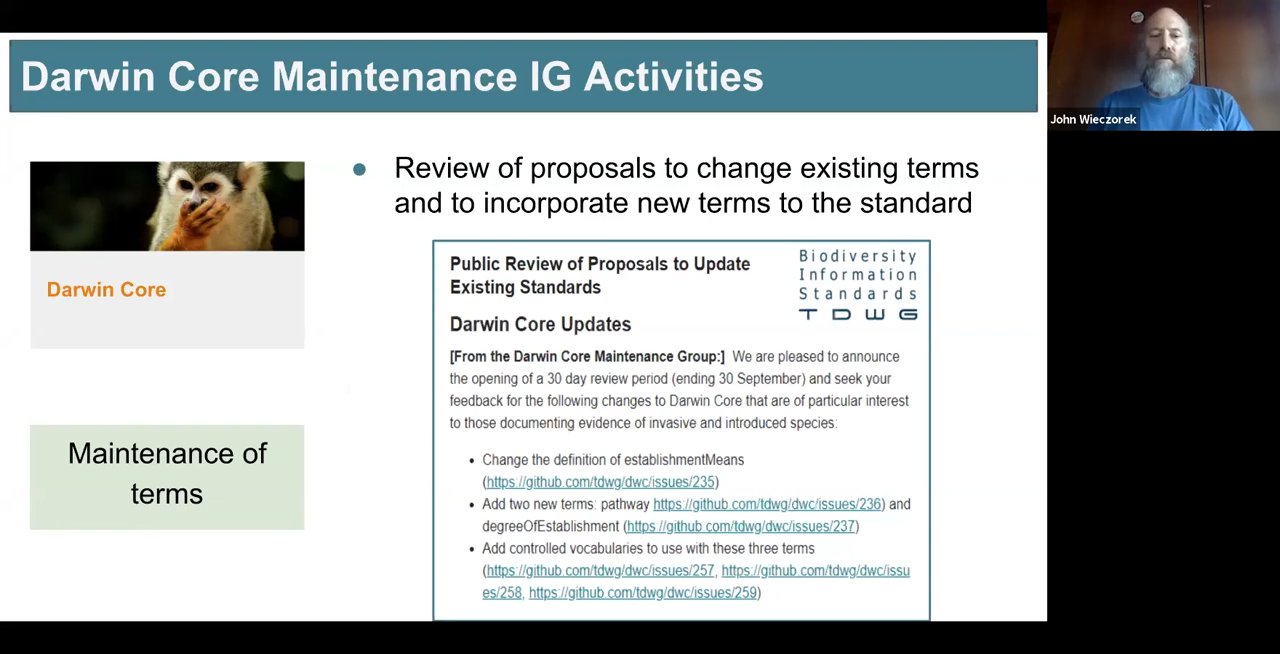 Darwin Core Maintenance IG Activities
John Wieczorek
Darwin Core
Maintenance of
terms
● Review of proposals to change existing terms
and to incorporate new terms to the standard
Public Review of Proposals to Update
Existing Standards
Biodiversity
Information
Standards
TDWG
Darwin Core Updates
[From the Darwin Core Maintenance Group:] We are pleased to announce
the opening of a 30 day review period (ending 30 September) and seek your
feedback for the following changes to Darwin Core that are of particular interest
to those documenting evidence of invasive and introduced species:
• Change the definition of establishmentMeans
(https://github.com/tdwg/dwc/issues/235)
• Add two new terms: pathway https://github.com/tdwg/dwc/issues/236) and
degreeOfEstablishment (https://github.com/tdwg/dwc/issues/237)
• Add controlled vocabularies to use with these three terms
(https://github.com/tdwg/dwc/issues/257, https://github.com/tdwg/dwc/issu
es/258, https://github.com/tdwg/dwc/issues/259)